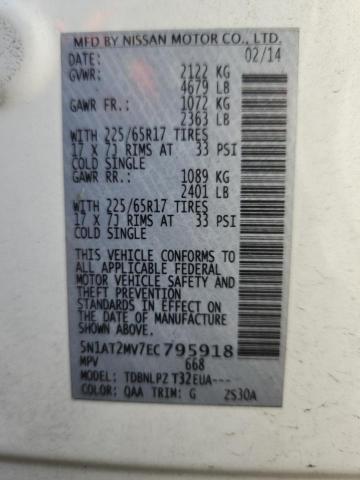 MFD BY NISSAN MOTOR CO., LTD.
DATE: 02/14
GVWR: 2122 KG
4679 LB
GAWR FR.: 1072 KG
2363 LB
WITH 225/65R17 TIRES
17 X 7J RIMS AT 33 PSI
COLD SINGLE
GAWR RR.: 1089 KG
2401 LB
WITH 225/65R17 TIRES
17 X 7J RIMS AT 33 PSI
COLD SINGLE
THIS VEHICLE CONFORMS TO
ALL APPLICABLE FEDERAL
MOTOR VEHICLE SAFETY AND
THEFT PREVENTION
STANDARDS IN EFFECT ON
THE DATE OF MANUFACTURE
SHOWN ABOVE.
5N1AT2MV7EC795918
MPV 668
MODEL: TDBNLPZ T32EUA---
COLOR: QAA TRIM: G ZS30A